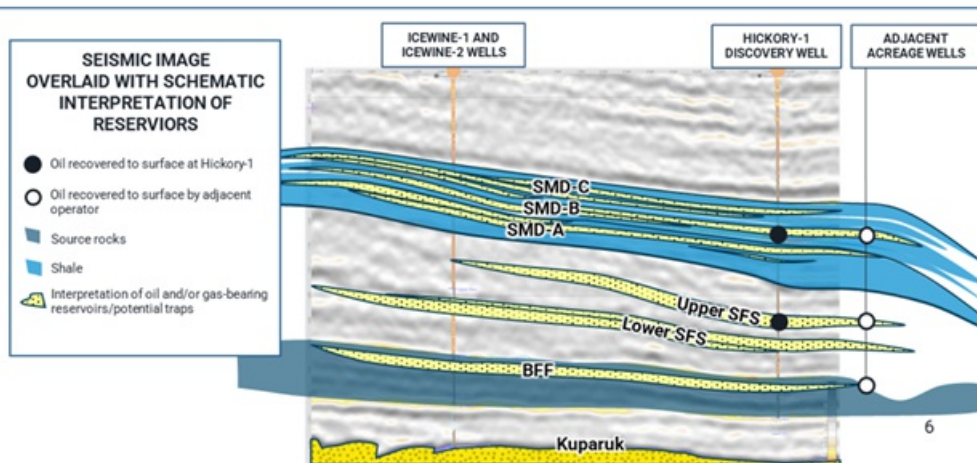 ICEWINE-1 AND
ICEWINE-2 WELLS
HICKORY-1
DISCOVERY WELL
ADJACENT
ACREAGE WELLS
SEISMIC IMAGE
OVERLAID WITH SCHEMATIC
INTERPRETATION OF
RESERVIORS
Oil recovered to surface at Hickory-1
Oil recovered to surface by adjacent
operator
Source rocks
Shale
Interpretation of oil and/or gas-bearing
reservoirs/potential traps
SMD-C
SMD-B
SMD-A
Upper SFS
Lower SFS
BFF
Kuparuk
6